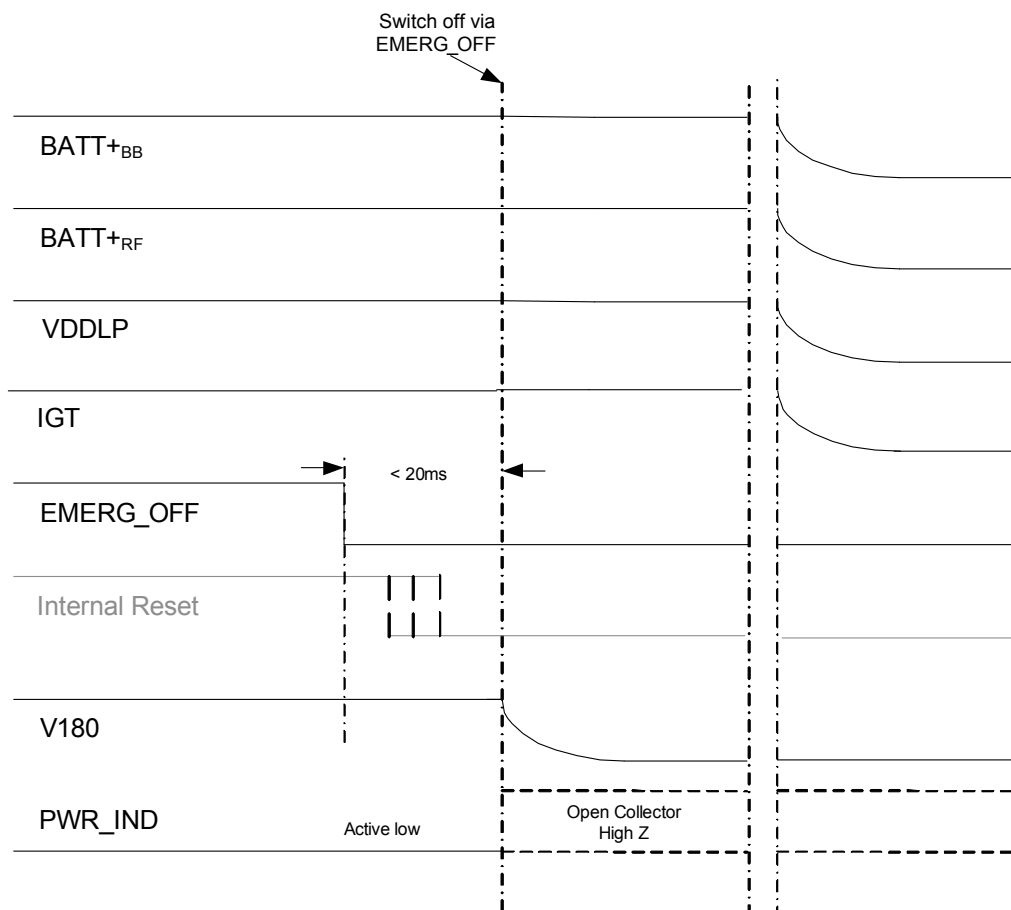 Switch off via
EMERG_OFF
BATT+BB
BATT+RF
VDDLP
IGT
< 20ms
EMERG_OFF
Internal Reset
V180
PWR_IND
Active low
Open Collector
High Z